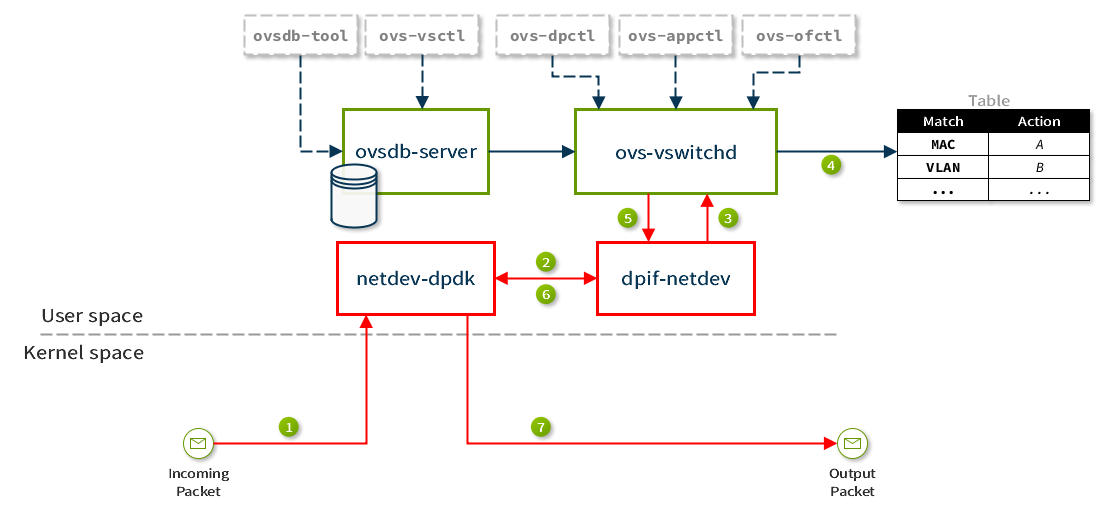 ovsdb-tool
ovs-vsctl
ovs-dpctl
ovs-appctl
ovs-ofctl
Table
Match Action
MAC A
VLAN B
... ...
ovsdb-server
ovs-vswitchd
4
5
3
netdev-dpdk
2
6
dpif-netdev
User space
Kernel space
1
7
Incoming
Packet
Output
Packet